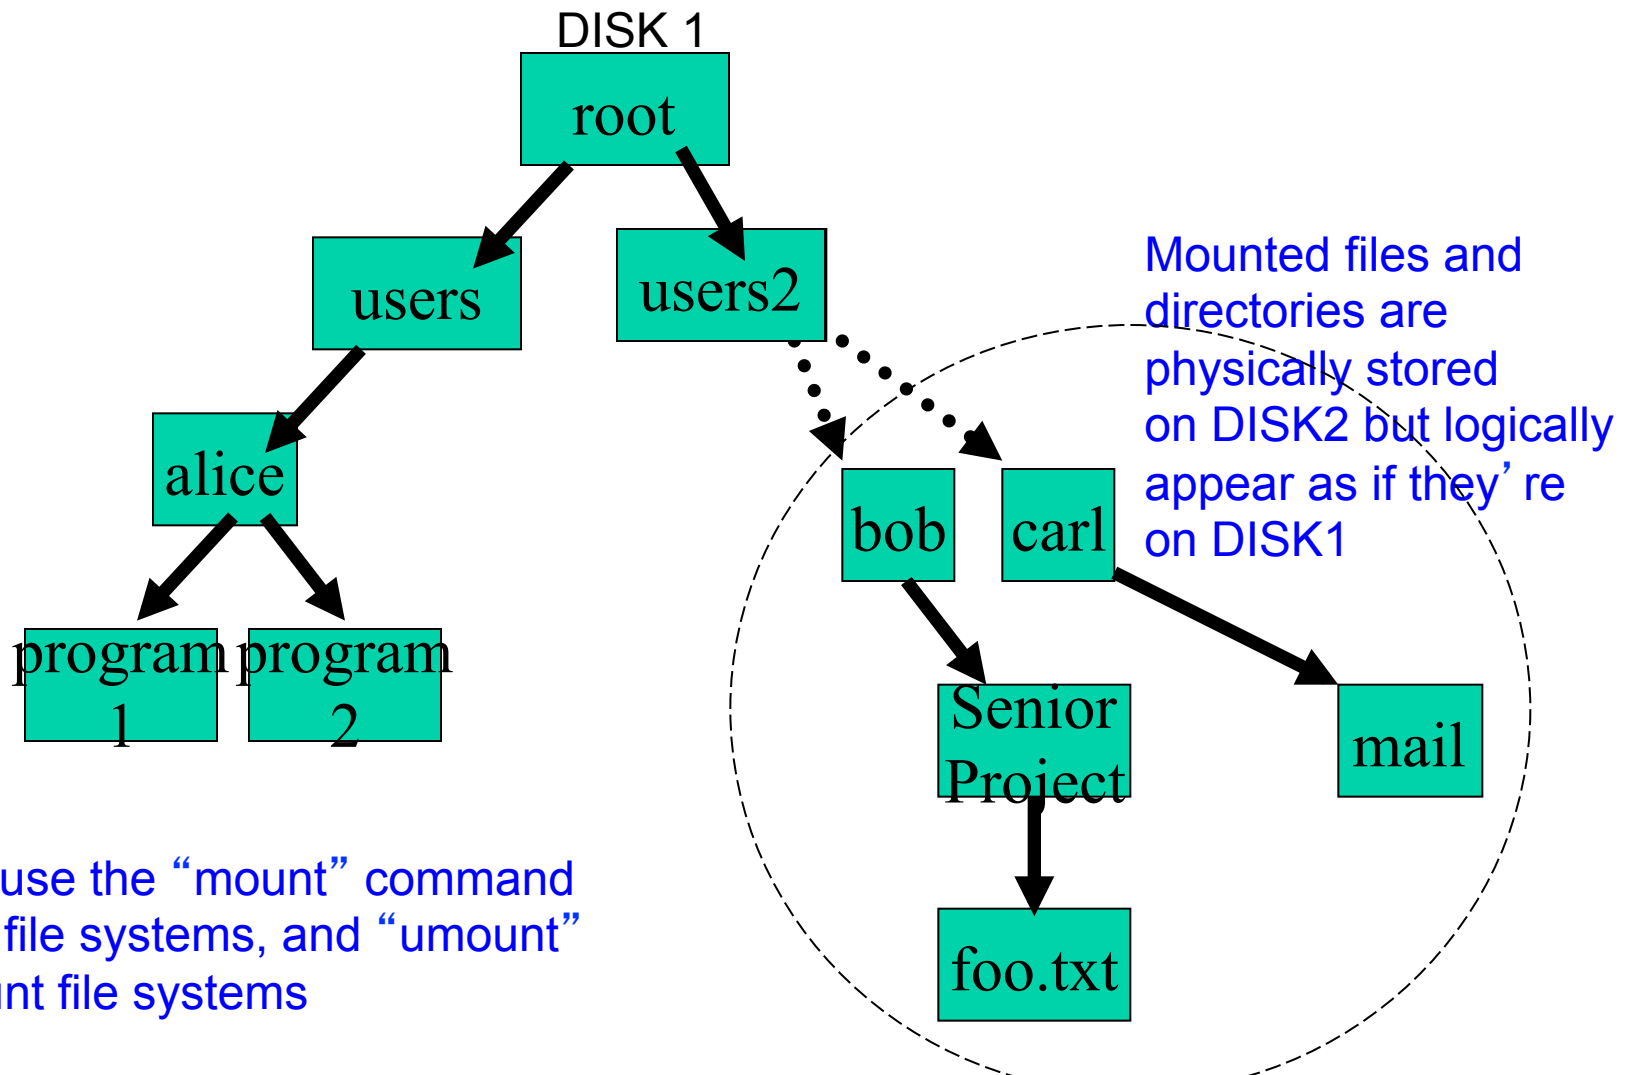 DISK 1
root
users
users2
Mounted files and
directories are
physically stored
on DISK2 but logically
appear as if they’ re
on DISK1
alice
bob
carl
program
1
program
2
Senior
Project
mail
foo.txt
use the “mount” command
file systems, and “umount”
unt file systems